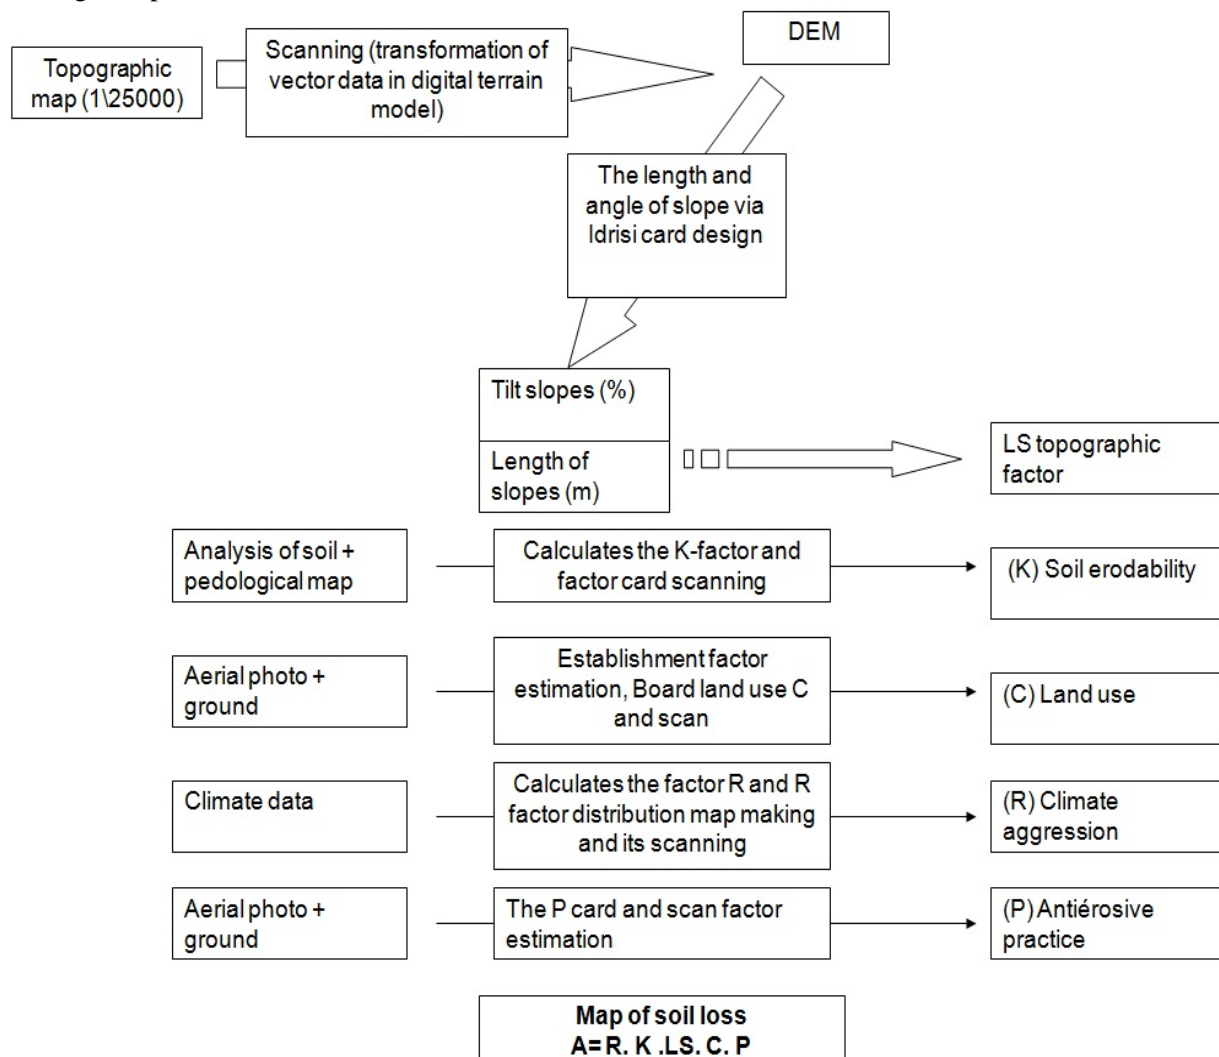 DEM
Topographic
map (1\25000)
Scanning (transformation of
vector data in digital terrain
model)
The length and
angle of slope via
Idrisi card design
Tilt slopes (%)
Length of
slopes (m)
LS topographic
factor
Analysis of soil +
pedological map
Calculates the K-factor and
factor card scanning
(K) Soil erodability
Aerial photo +
ground
Establishment factor
estimation, Board land use C
and scan
(C) Land use
Climate data
Calculates the factor R and R
factor distribution map making
and its scanning
(R) Climate
aggression
Aerial photo +
ground
The P card and scan factor
estimation
(P) Antiérosive
practice
Map of soil loss
A= R. K .LS. C. P